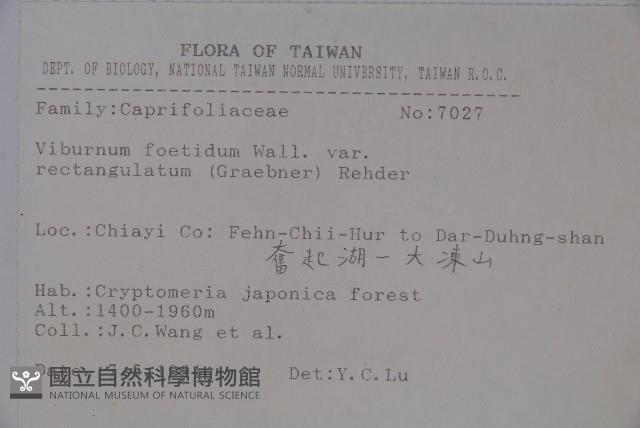 FLORA OF TAIWAN
DEPT. OF BIOLOGY, NATIONAL TAIWAN NORMAL UNIVERSITY, TAIWAN R.O.C.
Family:Caprifoliaceae No:7027
Viburnum foetidum Wall. var.
rectangulatum (Graebner) Rehder
Loc.:Chiayi Co: Fehn-Chii-Hur to Dar-Duhng-shan
奮起湖－大凍山
Hab.:Cryptomeria japonica forest
Alt.:1400-1960m
Coll.:J.C.Wang et al.
Det:Y.C.Lu
國立自然科學博物館
NATIONAL MUSEUM OF NATURAL SCIENCE